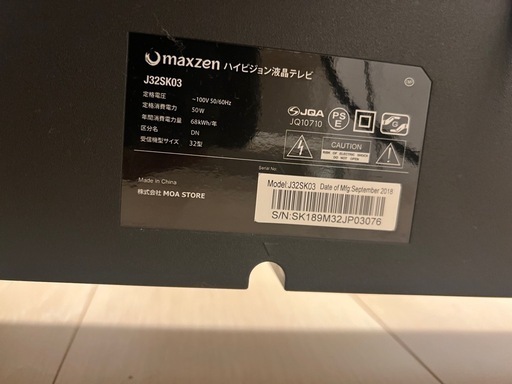 maxzen ハイビジョン液晶テレビ
J32SK03
定格電圧 ~100V 50/60Hz
定格消費電力 50W
年間消費電力量 68kWh/年
区分名 DN
受信機型サイズ 32型
JQA
JQ10710
PS
E
G
CAUTION
Serial No.
Made in China
株式会社 MOA STORE
Model:J32SK03 Date of Mfg:September 2018
S/N:SK189M32JP03076